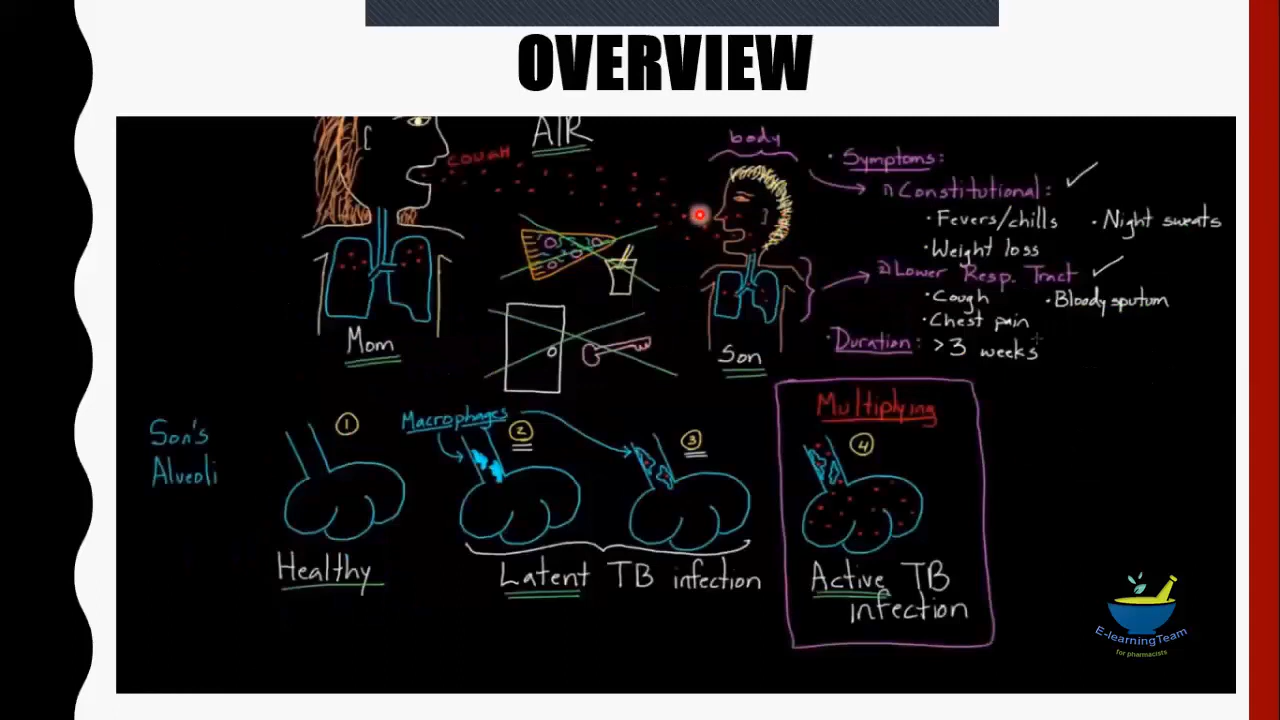 OVERVIEW
AIR
COUGH
body
Mom
Son
• Symptoms:
1) Constitutional:
• Fevers/chills • Night sweats
• Weight loss
2) Lower Resp. Tract
• Cough • Bloody sputum
• Chest pain
• Duration: >3 weeks
Son's
Alveoli
1
Macrophages
2
3
Multiplying
4
Healthy
Latent TB infection
Active TB
infection
E-learningTeam
for pharmacists